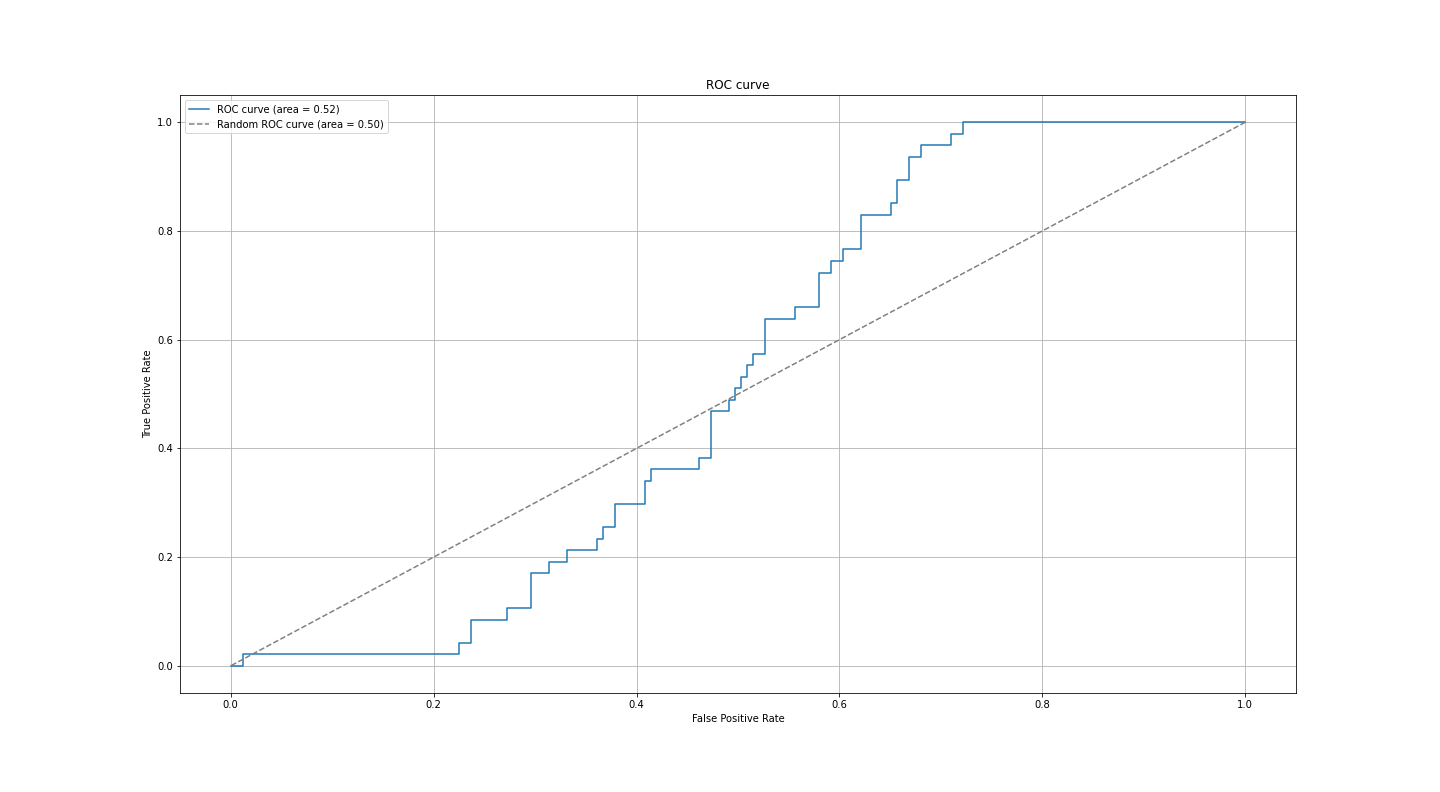 ROC curve
ROC curve (area = 0.52)
Random ROC curve (area = 0.50)
1.0
0.8
0.6
0.4
0.2
0.0
True Positive Rate
0.0 0.2 0.4 0.6 0.8 1.0
False Positive Rate